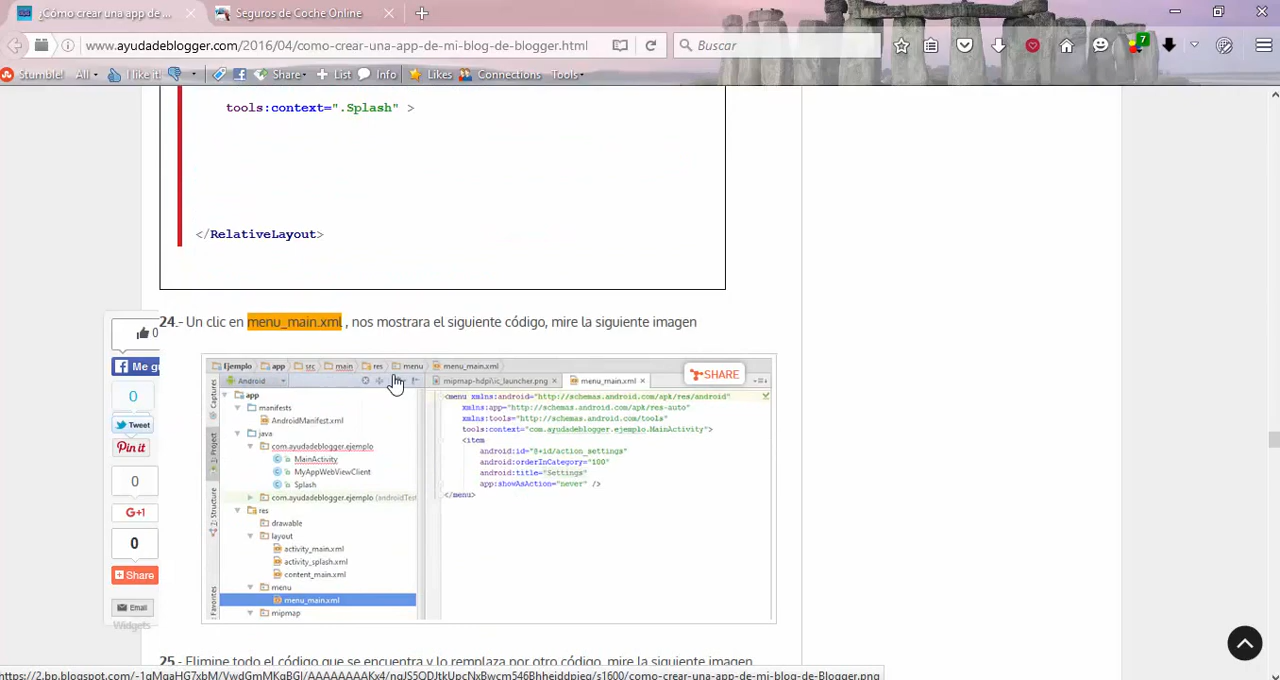 ¿Cómo crear una app de ...
Seguros de Coche Online
www.ayudadeblogger.com/2016/04/como-crear-una-app-de-mi-blog-de-blogger.html
Buscar
7
Stumble! All I like it! Share List Info Likes Connections Tools
tools:context=".Splash" >
</RelativeLayout>
24.- Un clic en menu_main.xml , nos mostrara el siguiente código, mire la siguiente imagen
0
Me g
0
Tweet
Pin it
0
G+1
0
Share
Email
Widgets
Ejemplo app src main res menu menu_main.xml
SHARE
Android
mipmap-hdpi\ic_launcher.png
menu_main.xml
Captures
1: Project
7: Structure
Favorites
app
manifests
AndroidManifest.xml
java
com.ayudadeblogger.ejemplo
MainActivity
MyAppWebViewClient
Splash
com.ayudadeblogger.ejemplo (androidTest
res
drawable
layout
activity_main.xml
activity_splash.xml
content_main.xml
menu
menu_main.xml
mipmap
<menu xmlns:android="http://schemas.android.com/apk/res/android"
xmlns:app="http://schemas.android.com/apk/res-auto"
xmlns:tools="http://schemas.android.com/tools"
tools:context="com.ayudadeblogger.ejemplo.MainActivity">
<item
android:id="@+id/action_settings"
android:orderInCategory="100"
android:title="Settings"
app:showAsAction="never" />
</menu>
25.- Elimine todo el código que se encuentra y lo remplaza por otro código, mire la siguiente imagen